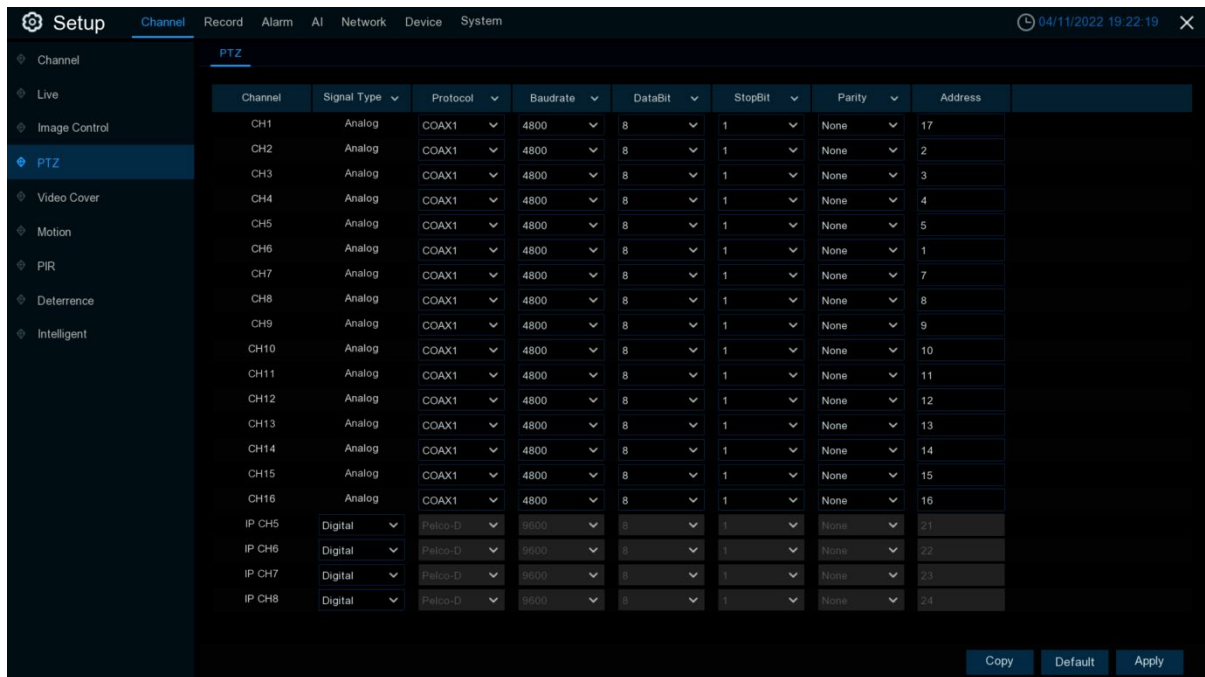 Setup Channel Record Alarm AI Network Device System 04/11/2022 19:22:19
PTZ
Channel
Live
Image Control
PTZ
Video Cover
Motion
PIR
Deterrence
Intelligent
Channel Signal Type Protocol Baudrate DataBit StopBit Parity Address
CH1 Analog COAX1 4800 8 1 None 17
CH2 Analog COAX1 4800 8 1 None 2
CH3 Analog COAX1 4800 8 1 None 3
CH4 Analog COAX1 4800 8 1 None 4
CH5 Analog COAX1 4800 8 1 None 5
CH6 Analog COAX1 4800 8 1 None 1
CH7 Analog COAX1 4800 8 1 None 7
CH8 Analog COAX1 4800 8 1 None 8
CH9 Analog COAX1 4800 8 1 None 9
CH10 Analog COAX1 4800 8 1 None 10
CH11 Analog COAX1 4800 8 1 None 11
CH12 Analog COAX1 4800 8 1 None 12
CH13 Analog COAX1 4800 8 1 None 13
CH14 Analog COAX1 4800 8 1 None 14
CH15 Analog COAX1 4800 8 1 None 15
CH16 Analog COAX1 4800 8 1 None 16
IP CH5 Digital Pelco-D 9600 8 1 None 21
IP CH6 Digital Pelco-D 9600 8 1 None 22
IP CH7 Digital Pelco-D 9600 8 1 None 23
IP CH8 Digital Pelco-D 9600 8 1 None 24
Copy Default Apply